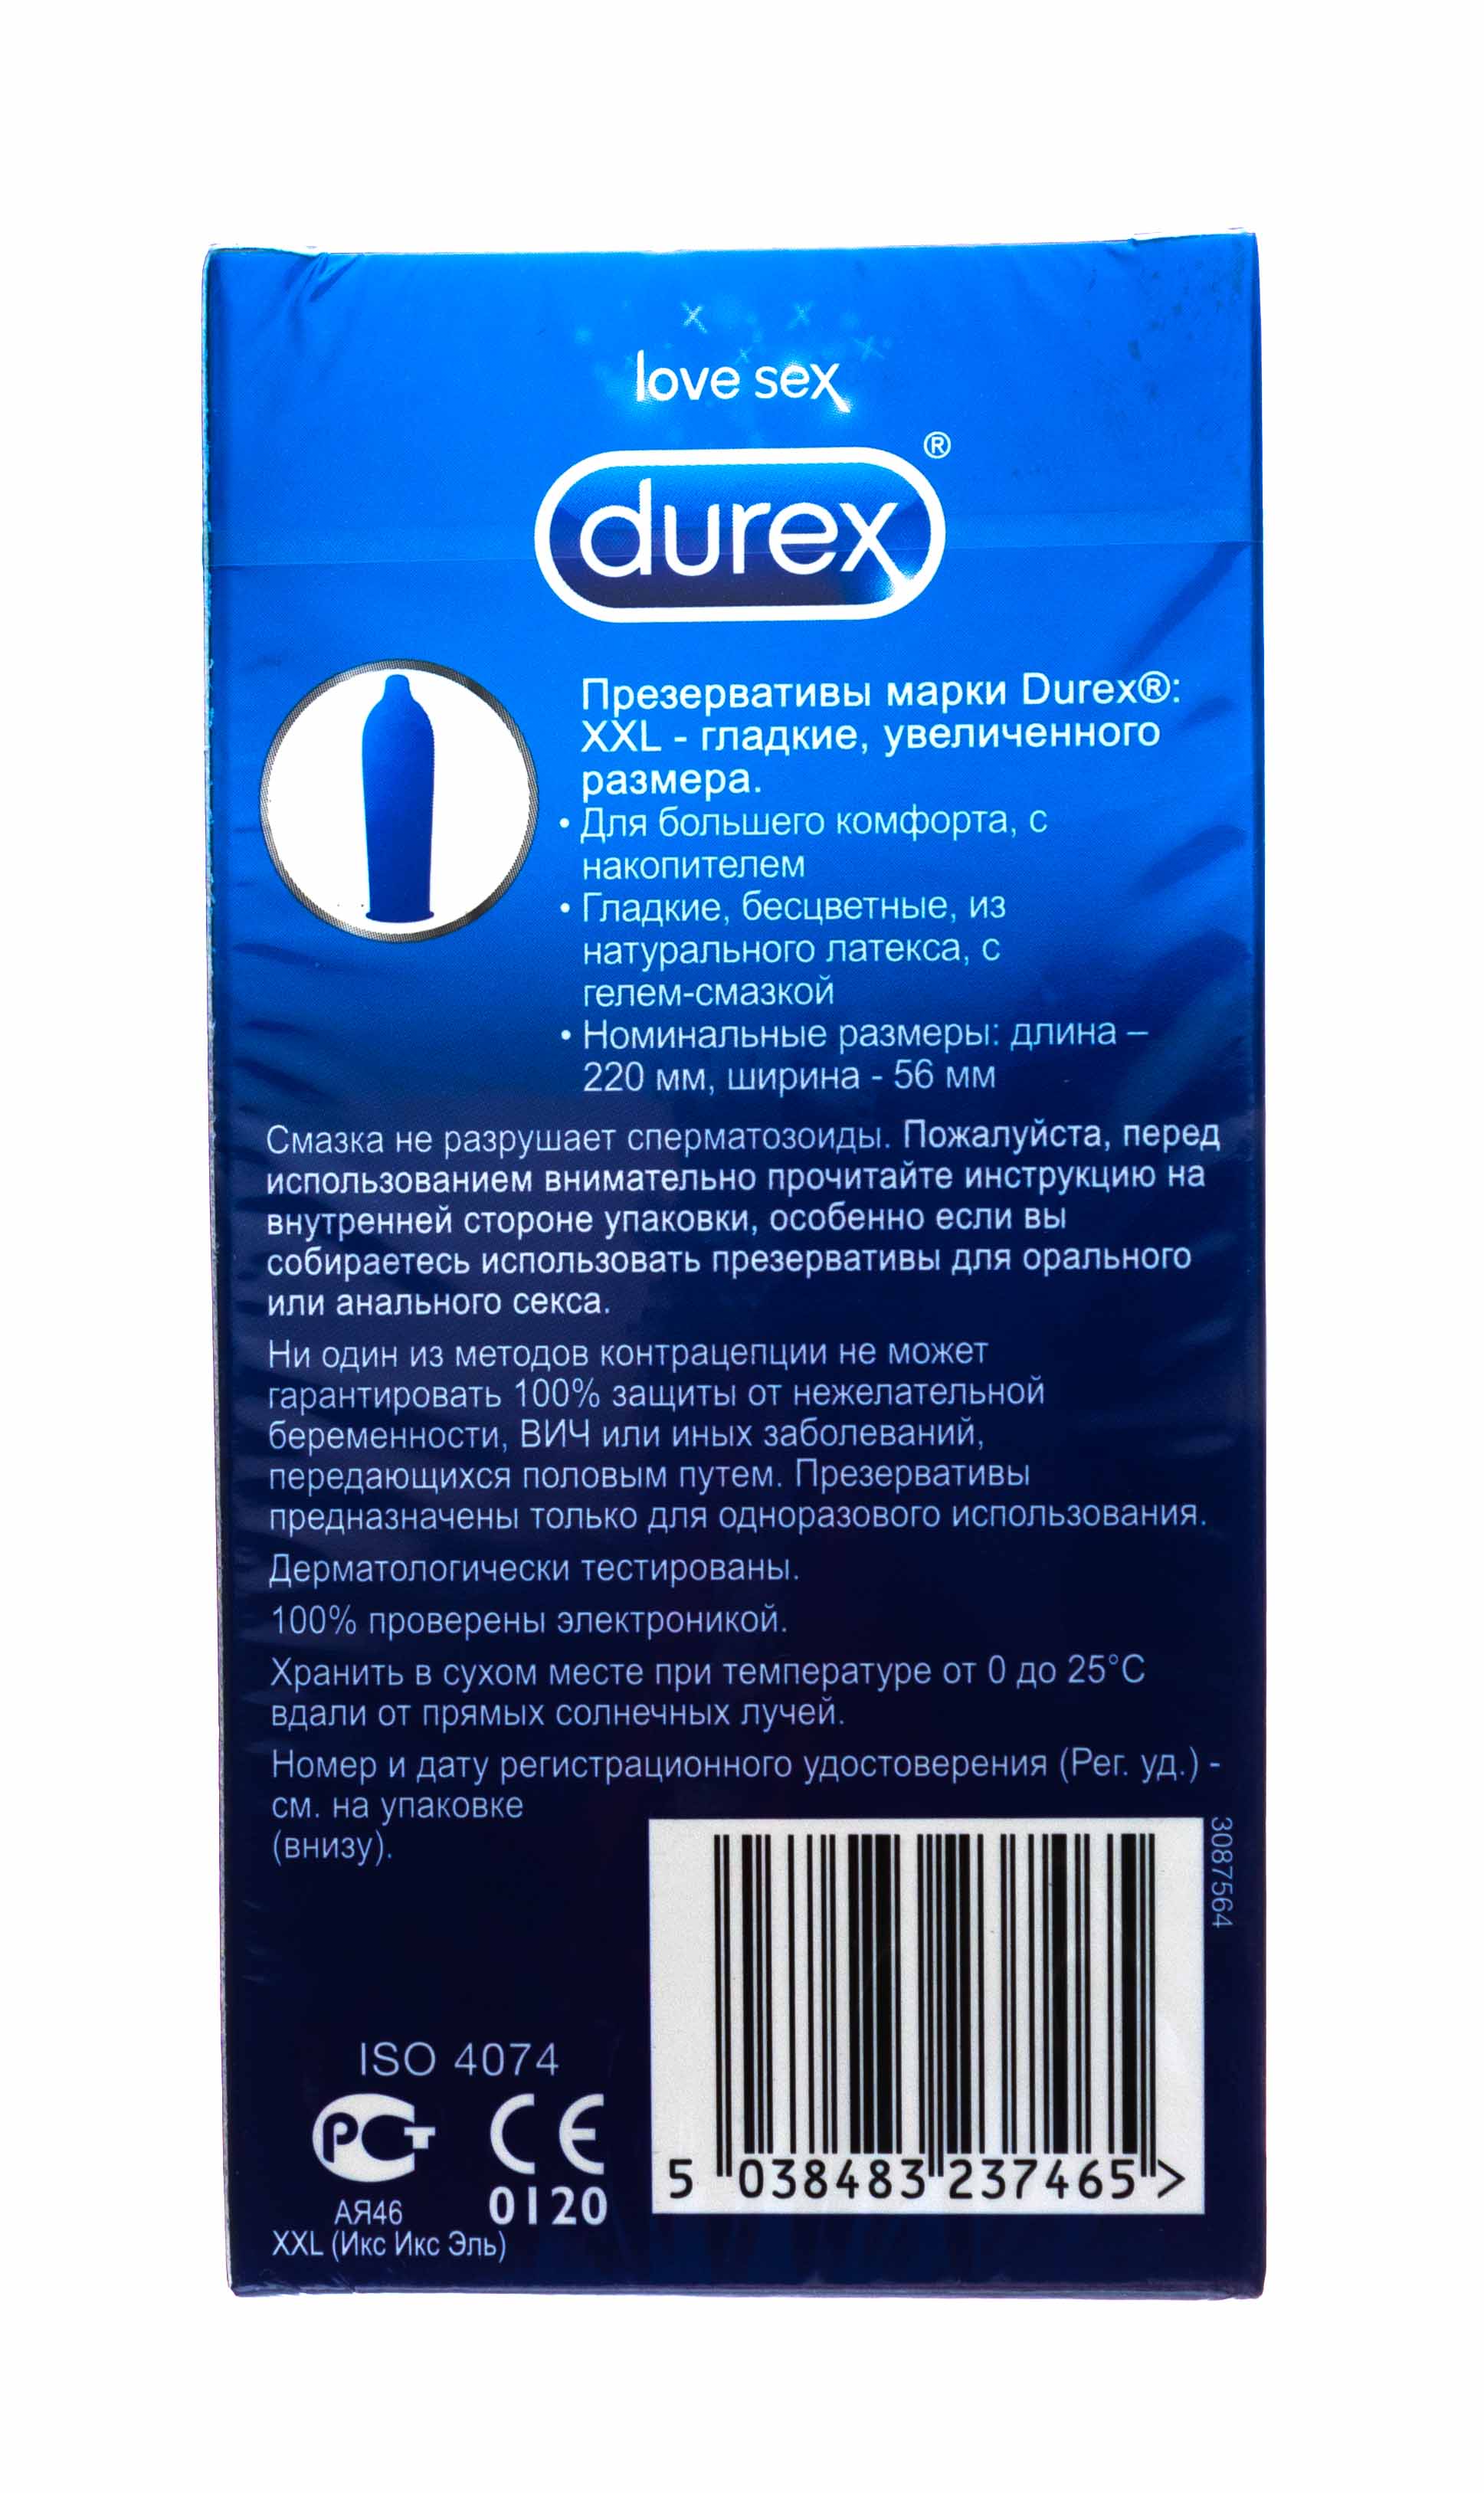 love sex
durex®
Презервативы марки Durex®:
XXL - гладкие, увеличенного
размера.
• Для большего комфорта, с
накопителем
• Гладкие, бесцветные, из
натурального латекса, с
гелем-смазкой
• Номинальные размеры: длина –
220 мм, ширина - 56 мм
Смазка не разрушает сперматозоиды. Пожалуйста, перед
использованием внимательно прочитайте инструкцию на
внутренней стороне упаковки, особенно если вы
собираетесь использовать презервативы для орального
или анального секса.
Ни один из методов контрацепции не может
гарантировать 100% защиты от нежелательной
беременности, ВИЧ или иных заболеваний,
передающихся половым путем. Презервативы
предназначены только для одноразового использования.
Дерматологически тестированы.
100% проверены электроникой.
Хранить в сухом месте при температуре от 0 до 25°C
вдали от прямых солнечных лучей.
Номер и дату регистрационного удостоверения (Рег. уд.) -
см. на упаковке
(внизу).
3087564
ISO 4074
РСТ CE
АЯ46 0120
XXL (Икс Икс Эль)
5 038483 237465 >